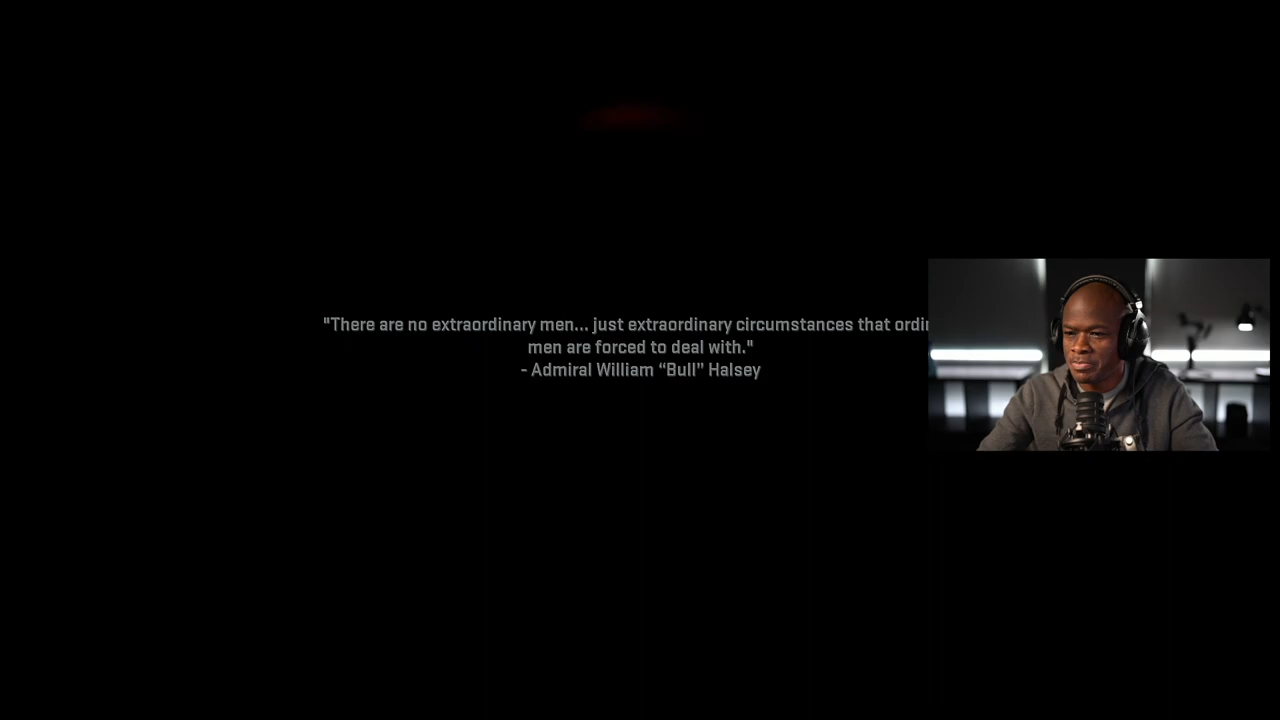 "There are no extraordinary men... just extraordinary circumstances that ordin
men are forced to deal with."
- Admiral William “Bull” Halsey